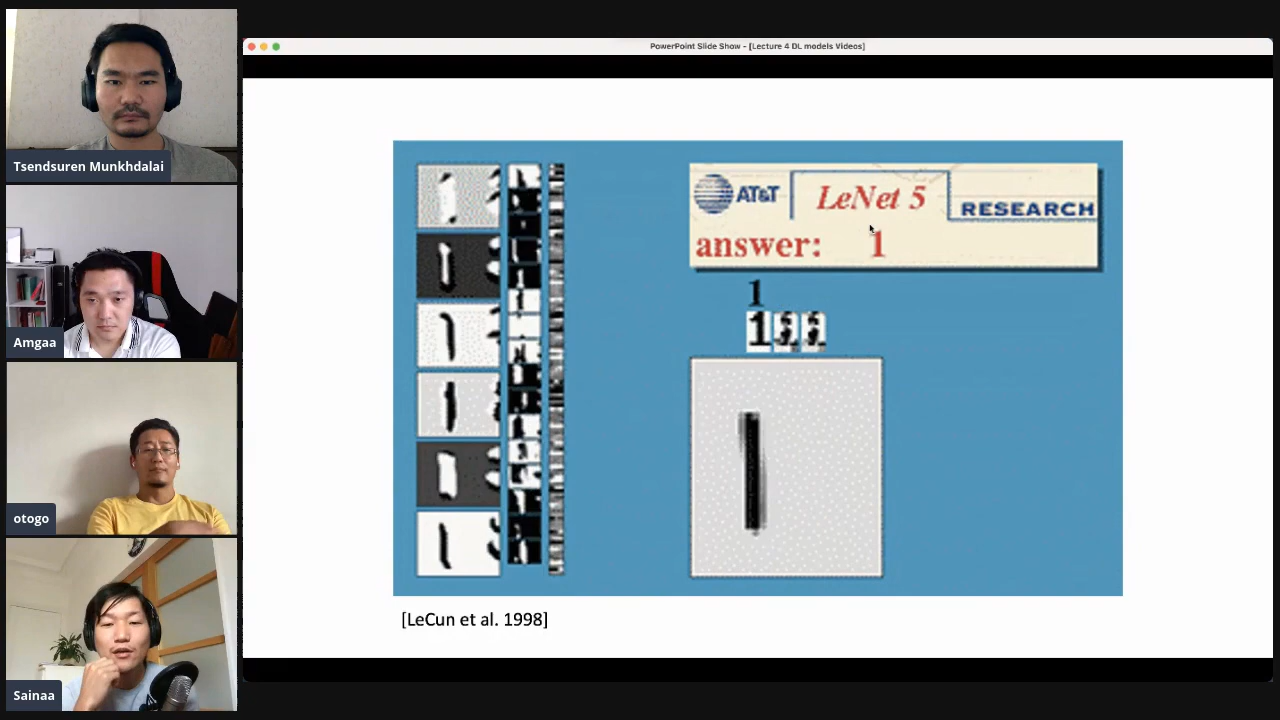 Tsendsuren Munkhdalai
Amgaa
otogo
Sainaa
PowerPoint Slide Show - [Lecture 4 DL models Videos]
AT&T LeNet 5 RESEARCH
answer: 1
1
1
[LeCun et al. 1998]